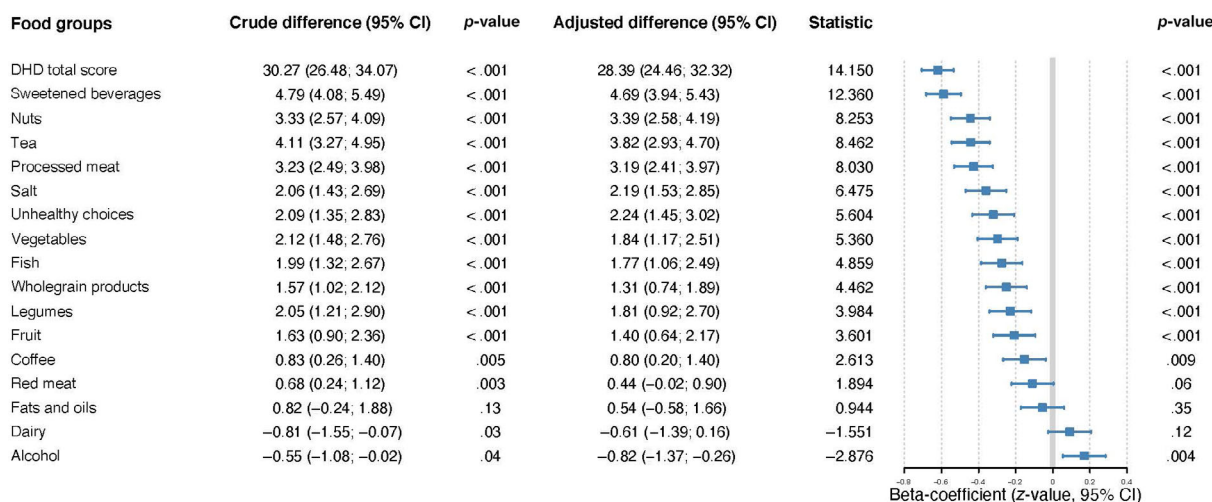 Food groups Crude difference (95% CI) p-value Adjusted difference (95% CI) Statistic p-value
DHD total score 30.27 (26.48; 34.07) <.001 28.39 (24.46; 32.32) 14.150 <.001
Sweetened beverages 4.79 (4.08; 5.49) <.001 4.69 (3.94; 5.43) 12.360 <.001
Nuts 3.33 (2.57; 4.09) <.001 3.39 (2.58; 4.19) 8.253 <.001
Tea 4.11 (3.27; 4.95) <.001 3.82 (2.93; 4.70) 8.462 <.001
Processed meat 3.23 (2.49; 3.98) <.001 3.19 (2.41; 3.97) 8.030 <.001
Salt 2.06 (1.43; 2.69) <.001 2.19 (1.53; 2.85) 6.475 <.001
Unhealthy choices 2.09 (1.35; 2.83) <.001 2.24 (1.45; 3.02) 5.604 <.001
Vegetables 2.12 (1.48; 2.76) <.001 1.84 (1.17; 2.51) 5.360 <.001
Fish 1.99 (1.32; 2.67) <.001 1.77 (1.06; 2.49) 4.859 <.001
Wholegrain products 1.57 (1.02; 2.12) <.001 1.31 (0.74; 1.89) 4.462 <.001
Legumes 2.05 (1.21; 2.90) <.001 1.81 (0.92; 2.70) 3.984 <.001
Fruit 1.63 (0.90; 2.36) <.001 1.40 (0.64; 2.17) 3.601 <.001
Coffee 0.83 (0.26; 1.40) .005 0.80 (0.20; 1.40) 2.613 .009
Red meat 0.68 (0.24; 1.12) .003 0.44 (−0.02; 0.90) 1.894 .06
Fats and oils 0.82 (−0.24; 1.88) .13 0.54 (−0.58; 1.66) 0.944 .35
Dairy −0.81 (−1.55; −0.07) .03 −0.61 (−1.39; 0.16) −1.551 .12
Alcohol −0.55 (−1.08; −0.02) .04 −0.82 (−1.37; −0.26) −2.876 .004
−0.8 −0.6 −0.4 −0.2 0 0.2 0.4
Beta-coefficient (z-value, 95% CI)